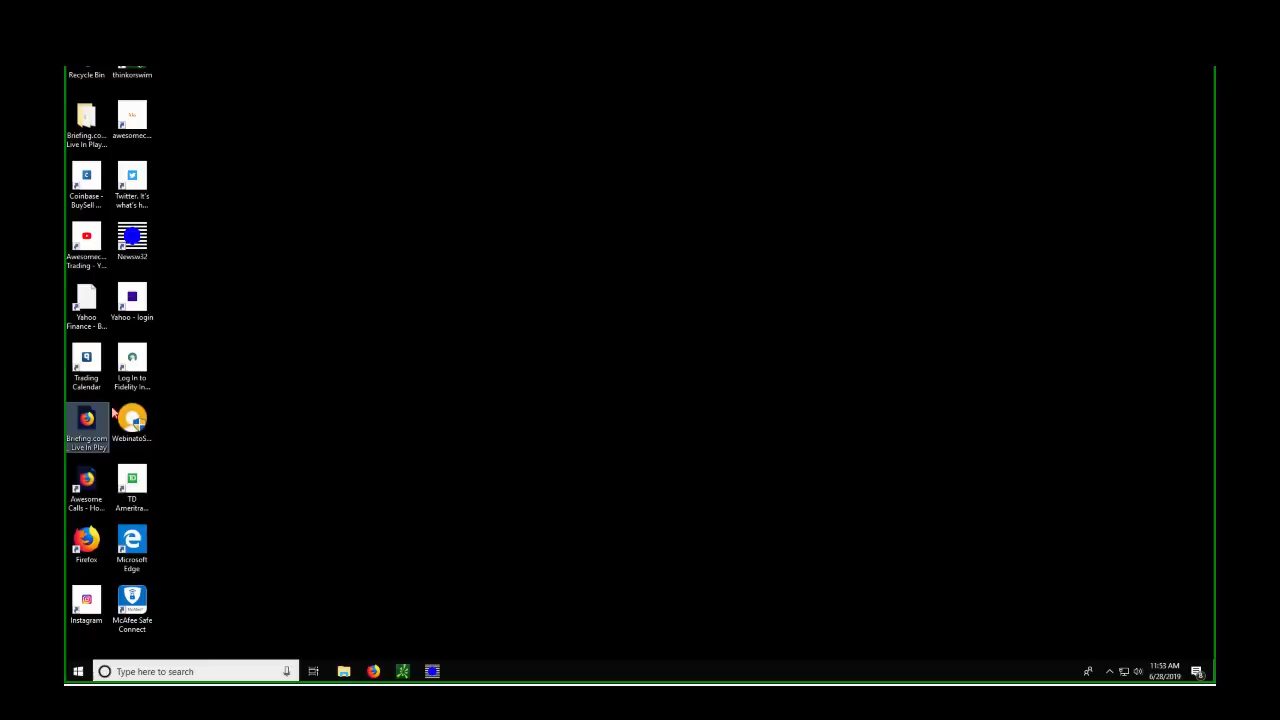 Recycle Bin
thinkorswim
Briefing.co...
Live In Play...
awesomec...
Coinbase -
BuySell ...
Twitter. It's
what's h...
Awesomec...
Trading - Y...
Newsw32
Yahoo
Finance - B...
Yahoo - login
Trading
Calendar
Log In to
Fidelity In...
Briefing.com
_ Live In Play
WebinatoS...
Awesome
Calls - Ho...
TD
Ameritra...
Firefox
Microsoft
Edge
Instagram
McAfee Safe
Connect
Type here to search
11:53 AM
6/28/2019